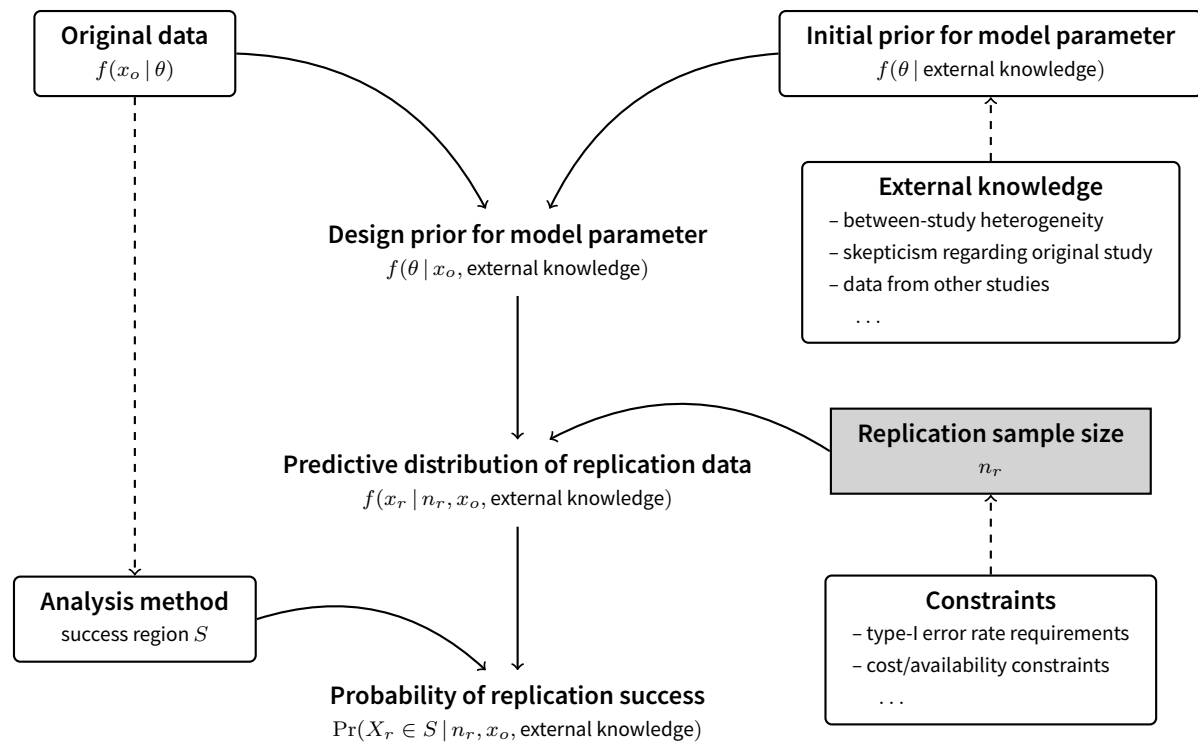 Original data
f(x_o | θ)
Initial prior for model parameter
f(θ | external knowledge)
External knowledge
– between-study heterogeneity
– skepticism regarding original study
– data from other studies
. . .
Design prior for model parameter
f(θ | x_o, external knowledge)
Replication sample size
n_r
Predictive distribution of replication data
f(x_r | n_r, x_o, external knowledge)
Analysis method
success region S
Constraints
– type-I error rate requirements
– cost/availability constraints
. . .
Probability of replication success
Pr(X_r ∈ S | n_r, x_o, external knowledge)